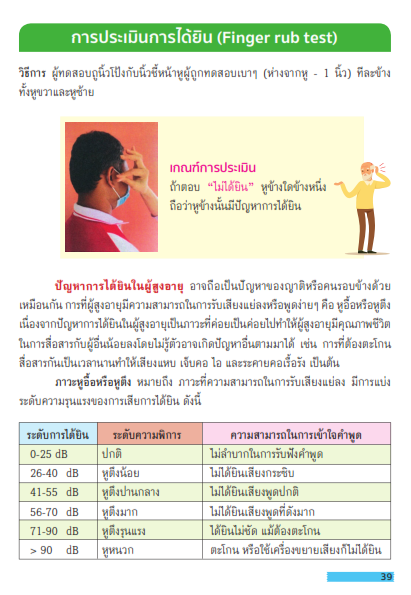 การประเมินการได้ยิน (Finger rub test)
วิธีการ ผู้ทดสอบถูนิ้วโป้งกับนิ้วชี้หน้าหูผู้ถูกทดสอบเบาๆ (ห่างจากหู - 1 นิ้ว) ทีละข้าง
ทั้งหูขวาและหูซ้าย
เกณฑ์การประเมิน
ถ้าตอบ “ไม่ได้ยิน” หูข้างใดข้างหนึ่ง
ถือว่าหูข้างนั้นมีปัญหาการได้ยิน
ปัญหาการได้ยินในผู้สูงอายุ อาจถือเป็นปัญหาของญาติหรือคนรอบข้างด้วย
เหมือนกัน การที่ผู้สูงอายุมีความสามารถในการรับเสียงแย่ลงหรือพูดง่ายๆ คือ หูอื้อหรือหูตึง
เนื่องจากปัญหาการได้ยินในผู้สูงอายุเป็นภาวะที่ค่อยเป็นค่อยไปทำให้ผู้สูงอายุมีคุณภาพชีวิต
ในการสื่อสารกับผู้อื่นน้อยลงโดยไม่รู้ตัวอาจเกิดปัญหาอื่นตามมาได้ เช่น การที่ต้องตะโกน
สื่อสารกันเป็นเวลานานทำให้เสียงแหบ เจ็บคอ ไอ และระคายคอเรื้อรัง เป็นต้น
ภาวะหูอื้อหรือหูตึง หมายถึง ภาวะที่ความสามารถในการรับเสียงแย่ลง มีการแบ่ง
ระดับความรุนแรงของการเสียการได้ยิน ดังนี้
ระดับการได้ยิน ระดับความพิการ ความสามารถในการเข้าใจคำพูด
0-25 dB ปกติ ไม่ลำบากในการรับฟังคำพูด
26-40 dB หูตึงน้อย ไม่ได้ยินเสียงกระซิบ
41-55 dB หูตึงปานกลาง ไม่ได้ยินเสียงพูดปกติ
56-70 dB หูตึงมาก ไม่ได้ยินเสียงพูดที่ดังมาก
71-90 dB หูตึงรุนแรง ได้ยินไม่ชัด แม้ต้องตะโกน
> 90 dB หูหนวก ตะโกน หรือใช้เครื่องขยายเสียงก็ไม่ได้ยิน
39